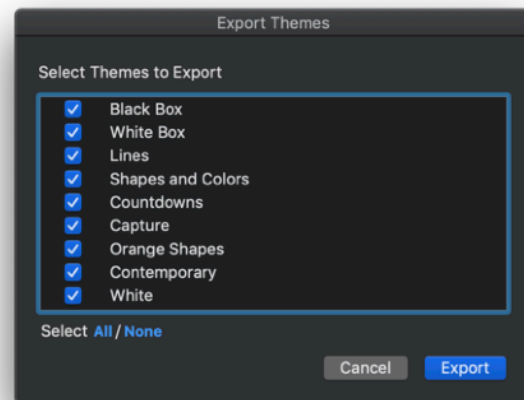 Export Themes
Select Themes to Export
Black Box
White Box
Lines
Shapes and Colors
Countdowns
Capture
Orange Shapes
Contemporary
White
Select All / None
Cancel Export